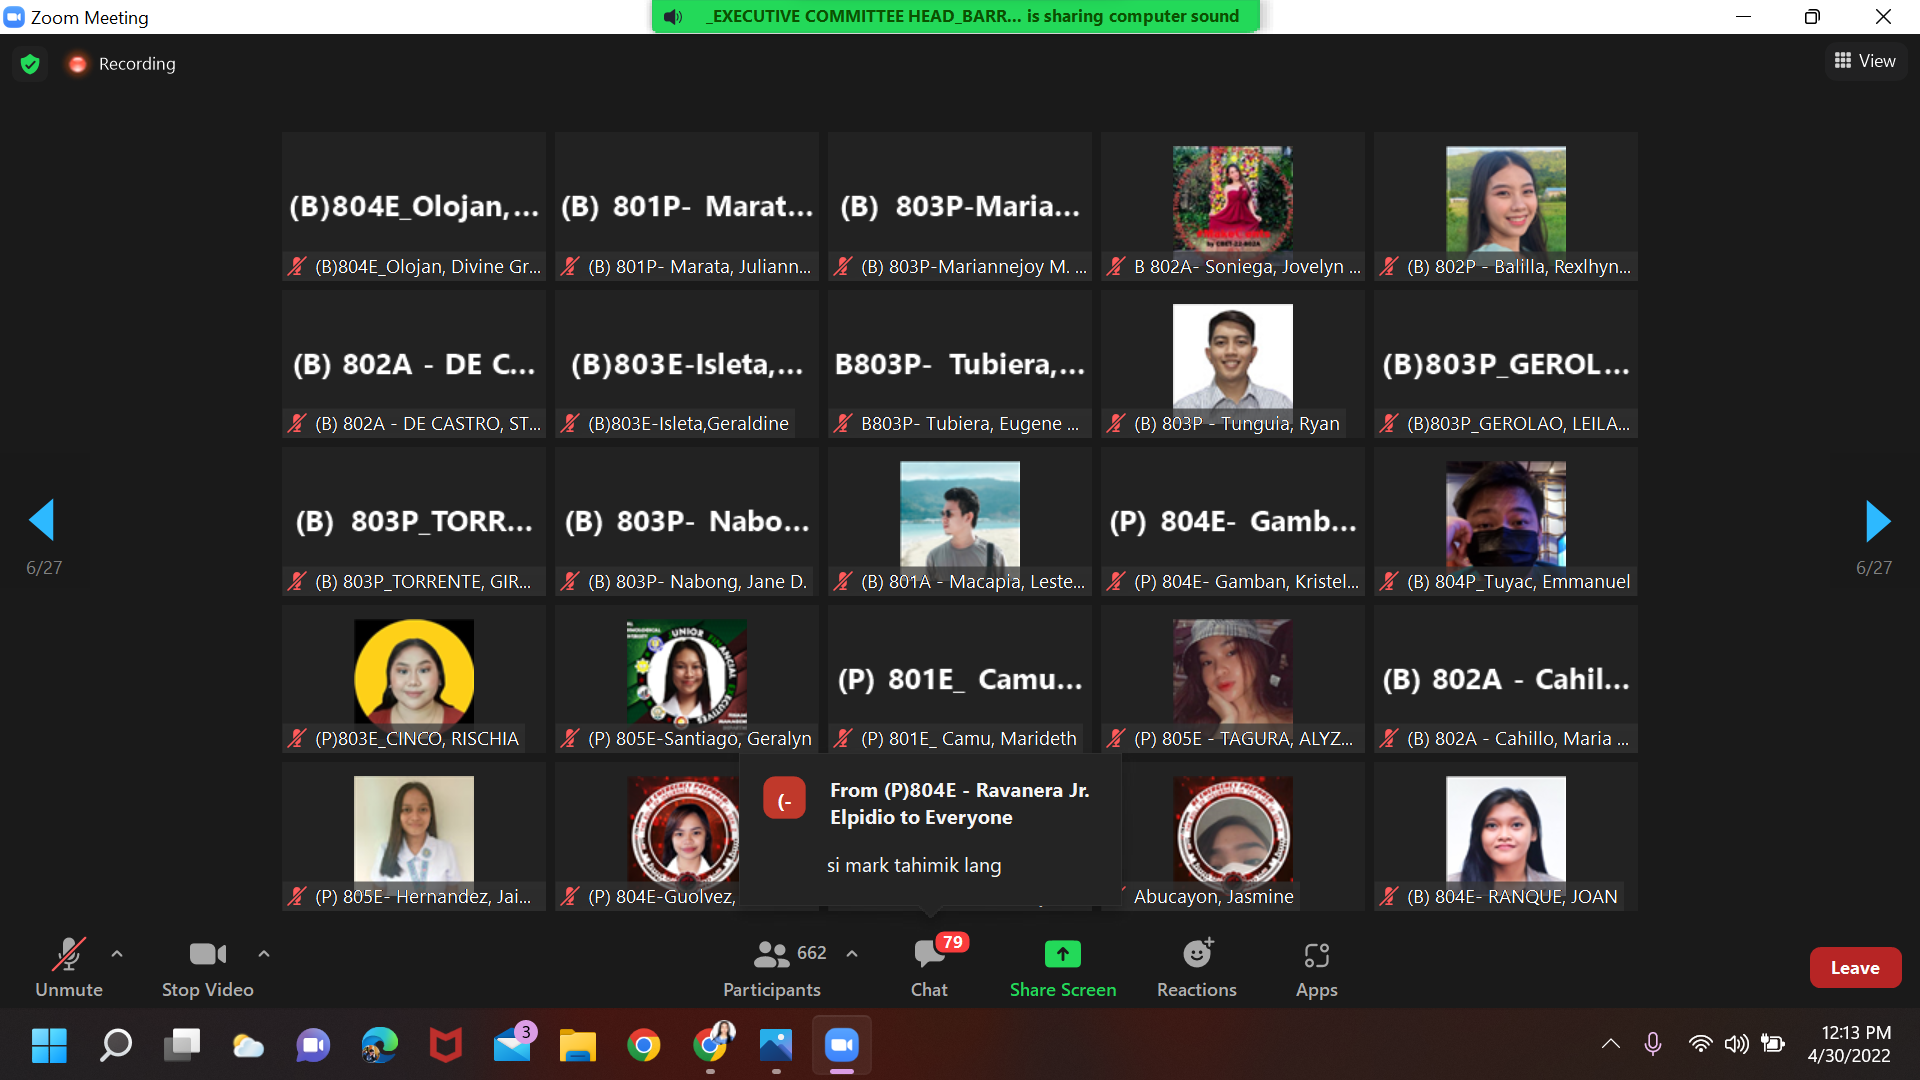 Zoom Meeting
_EXECUTIVE COMMITTEE HEAD_BARR... is sharing computer sound
Recording
View
(B)804E_Olojan,...
(B) 801P- Marat...
(B) 803P-Maria...
(B)804E_Olojan, Divine Gr...
(B) 801P- Marata, Juliann...
(B) 803P-Mariannejoy M. ...
B 802A- Soniega, Jovelyn ...
(B) 802P - Balilla, Rexlhyn...
(B) 802A - DE C...
(B)803E-Isleta,...
B803P- Tubiera,...
(B)803P_GEROL...
(B) 802A - DE CASTRO, ST...
(B)803E-Isleta,Geraldine
B803P- Tubiera, Eugene ...
(B) 803P - Tunguia, Ryan
(B)803P_GEROLAO, LEILA...
(B) 803P_TORR...
(B) 803P- Nabo...
(P) 804E- Gamb...
6/27
6/27
(B) 803P_TORRENTE, GIR...
(B) 803P- Nabong, Jane D.
(B) 801A - Macapia, Leste...
(P) 804E- Gamban, Kristel...
(B) 804P_Tuyac, Emmanuel
(P) 801E_ Camu...
(B) 802A - Cahil...
(P)803E_CINCO, RISCHIA
(P) 805E-Santiago, Geralyn
(P) 801E_ Camu, Marideth
(P) 805E - TAGURA, ALYZ...
(B) 802A - Cahillo, Maria ...
(-
From (P)804E - Ravanera Jr.
Elpidio to Everyone
si mark tahimik lang
(P) 805E- Hernandez, Jai...
(P) 804E-Guolvez,
Abucayon, Jasmine
(B) 804E- RANQUE, JOAN
Unmute
Stop Video
662
Participants
79
Chat
Share Screen
Reactions
Apps
Leave
3
12:13 PM
4/30/2022